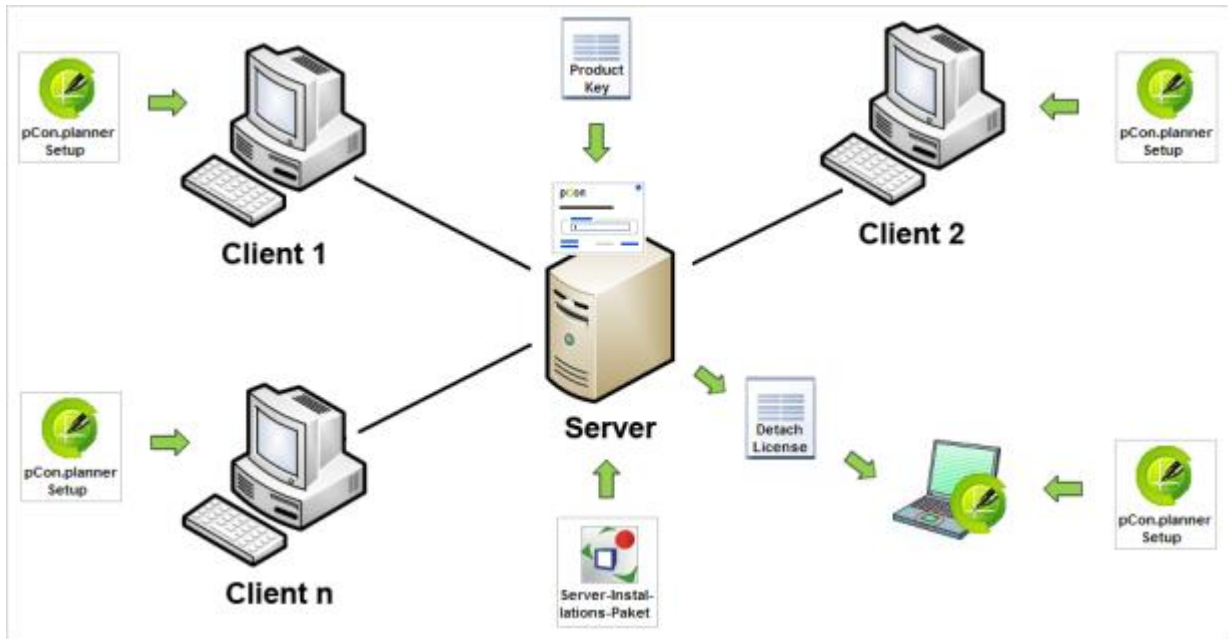 Product
Key
pCon.planner
Setup
pCon.planner
Setup
pCon
Client 1
Client 2
Server
Detach
License
pCon.planner
Setup
pCon.planner
Setup
Client n
Server-Instal-
lations-Paket